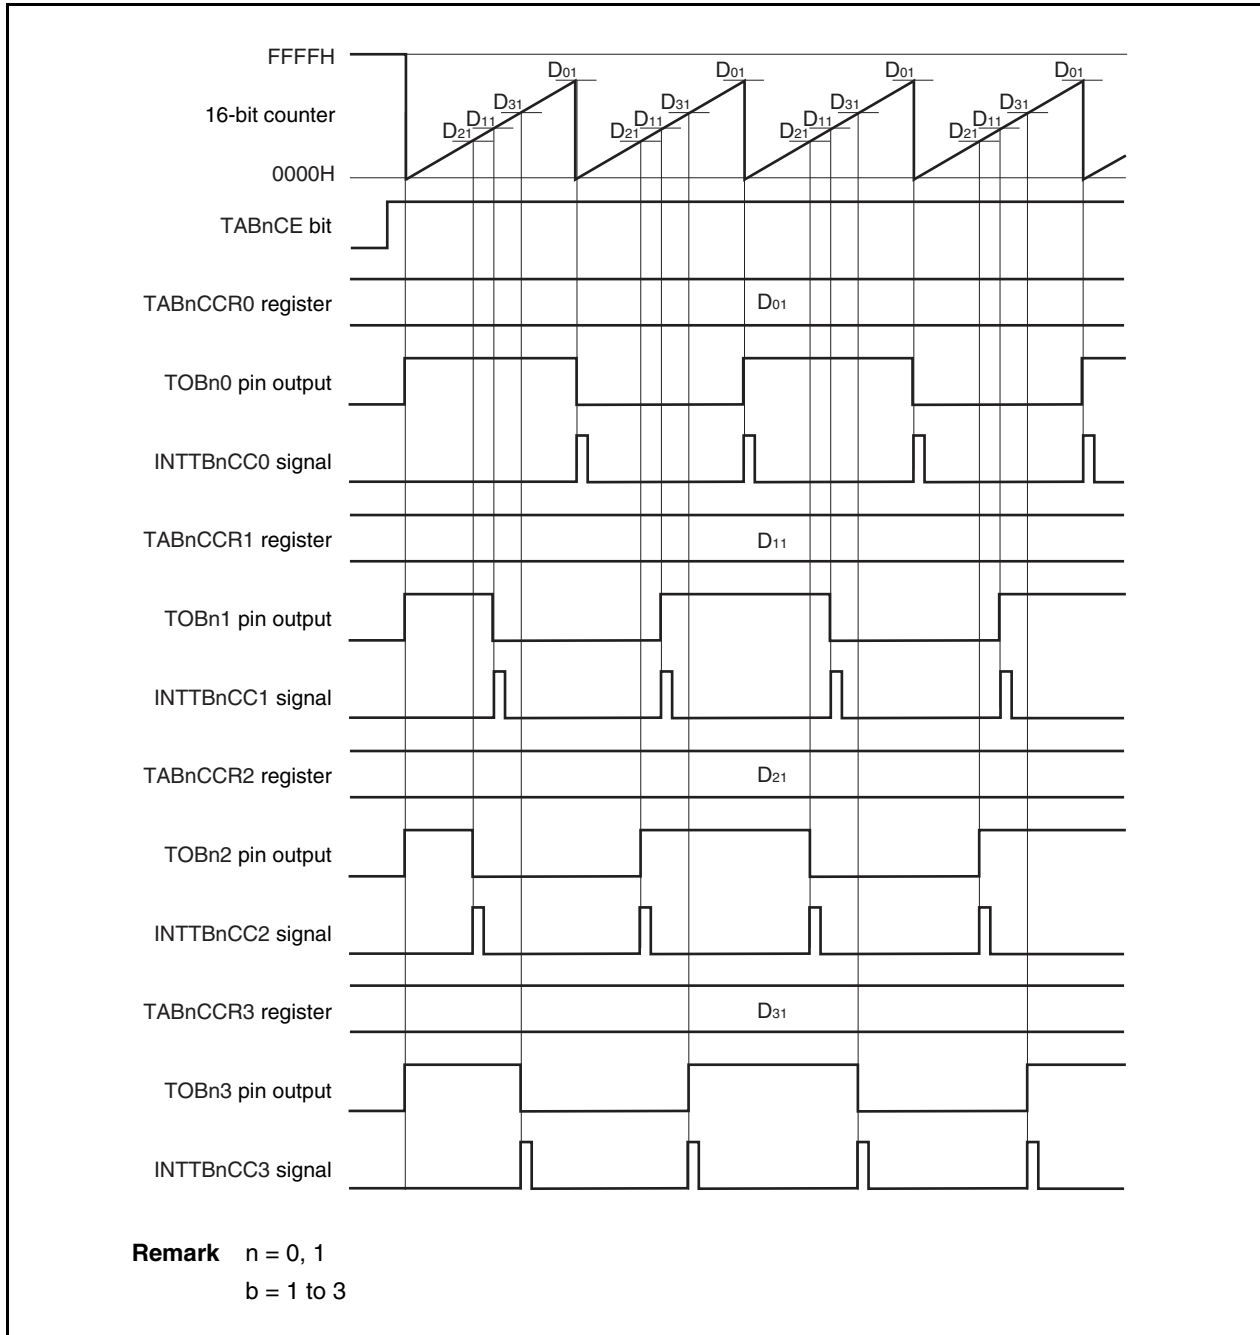 FFFFH
D01 D01 D01 D01
D31 D31 D31 D31
16-bit counter
D11 D11 D11 D11
D21 D21 D21 D21
0000H
TABnCE bit
TABnCCR0 register D01
TOBn0 pin output
INTTBnCC0 signal
TABnCCR1 register D11
TOBn1 pin output
INTTBnCC1 signal
TABnCCR2 register D21
TOBn2 pin output
INTTBnCC2 signal
TABnCCR3 register D31
TOBn3 pin output
INTTBnCC3 signal
Remark n = 0, 1
b = 1 to 3